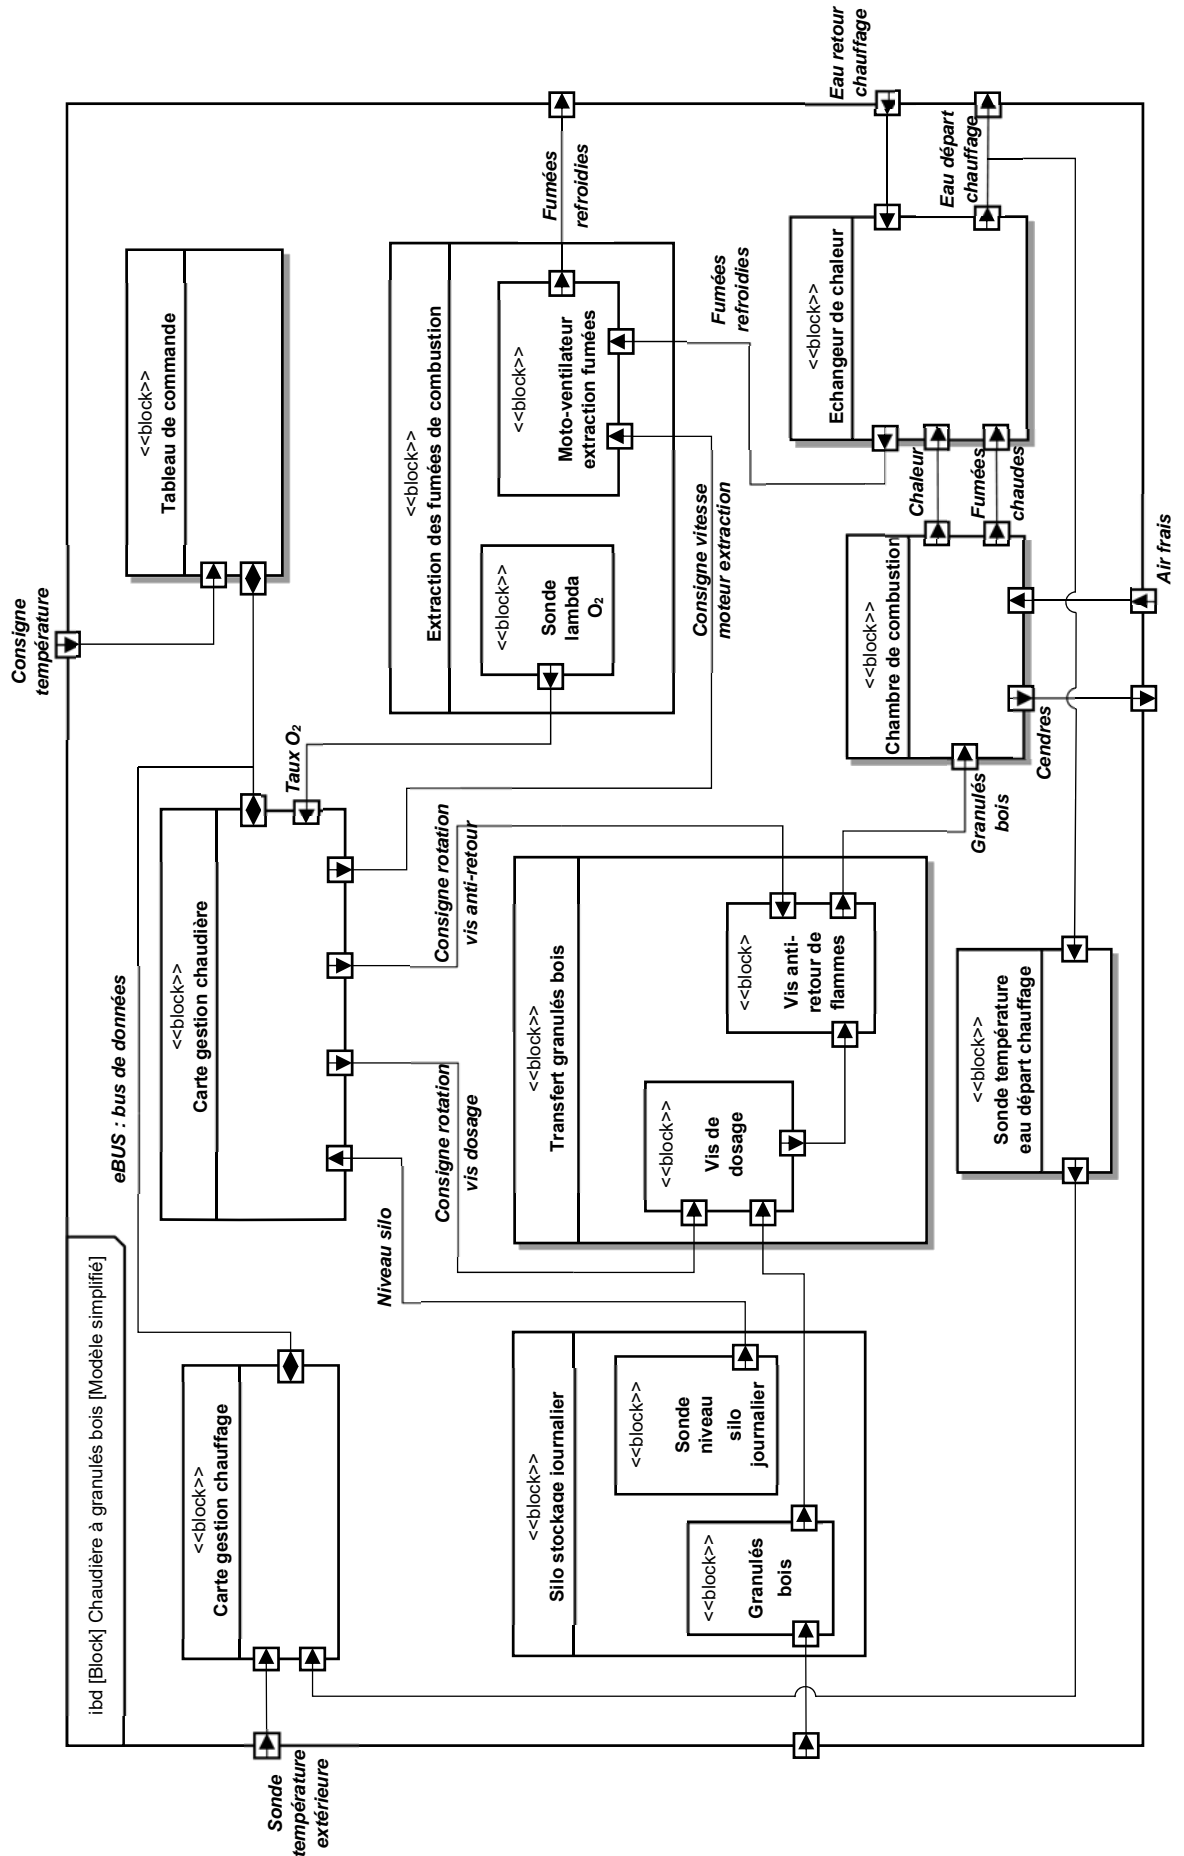 ibd [Block] Chaudière à granulés bois [Modèle simplifié]
Consigne
température
Sonde
température
extérieure
eBUS : bus de données
<<block>>
Carte gestion chauffage
<<block>>
Carte gestion chaudière
<<block>>
Tableau de commande
Niveau silo
Consigne rotation
vis dosage
Consigne rotation
vis anti-retour
Taux O₂
Consigne vitesse
moteur extraction
<<block>>
Extraction des fumées de combustion
<<block>>
Sonde
lambda
O₂
<<block>>
Moto-ventilateur
extraction fumées
Fumées
refroidies
Fumées
refroidies
<<block>>
Silo stockage journalier
<<block>>
Sonde
niveau
silo
journalier
<<block>>
Granulés
bois
<<block>>
Transfert granulés bois
<<block>>
Vis de
dosage
<<block>
Vis anti-
retour de
flammes
Granulés
bois
<<block>>
Chambre de combustion
Cendres
Air frais
Chaleur
Fumées
chaudes
<<block>>
Echangeur de chaleur
Eau retour
chauffage
Eau départ
chauffage
<<block>>
Sonde température
eau départ chauffage